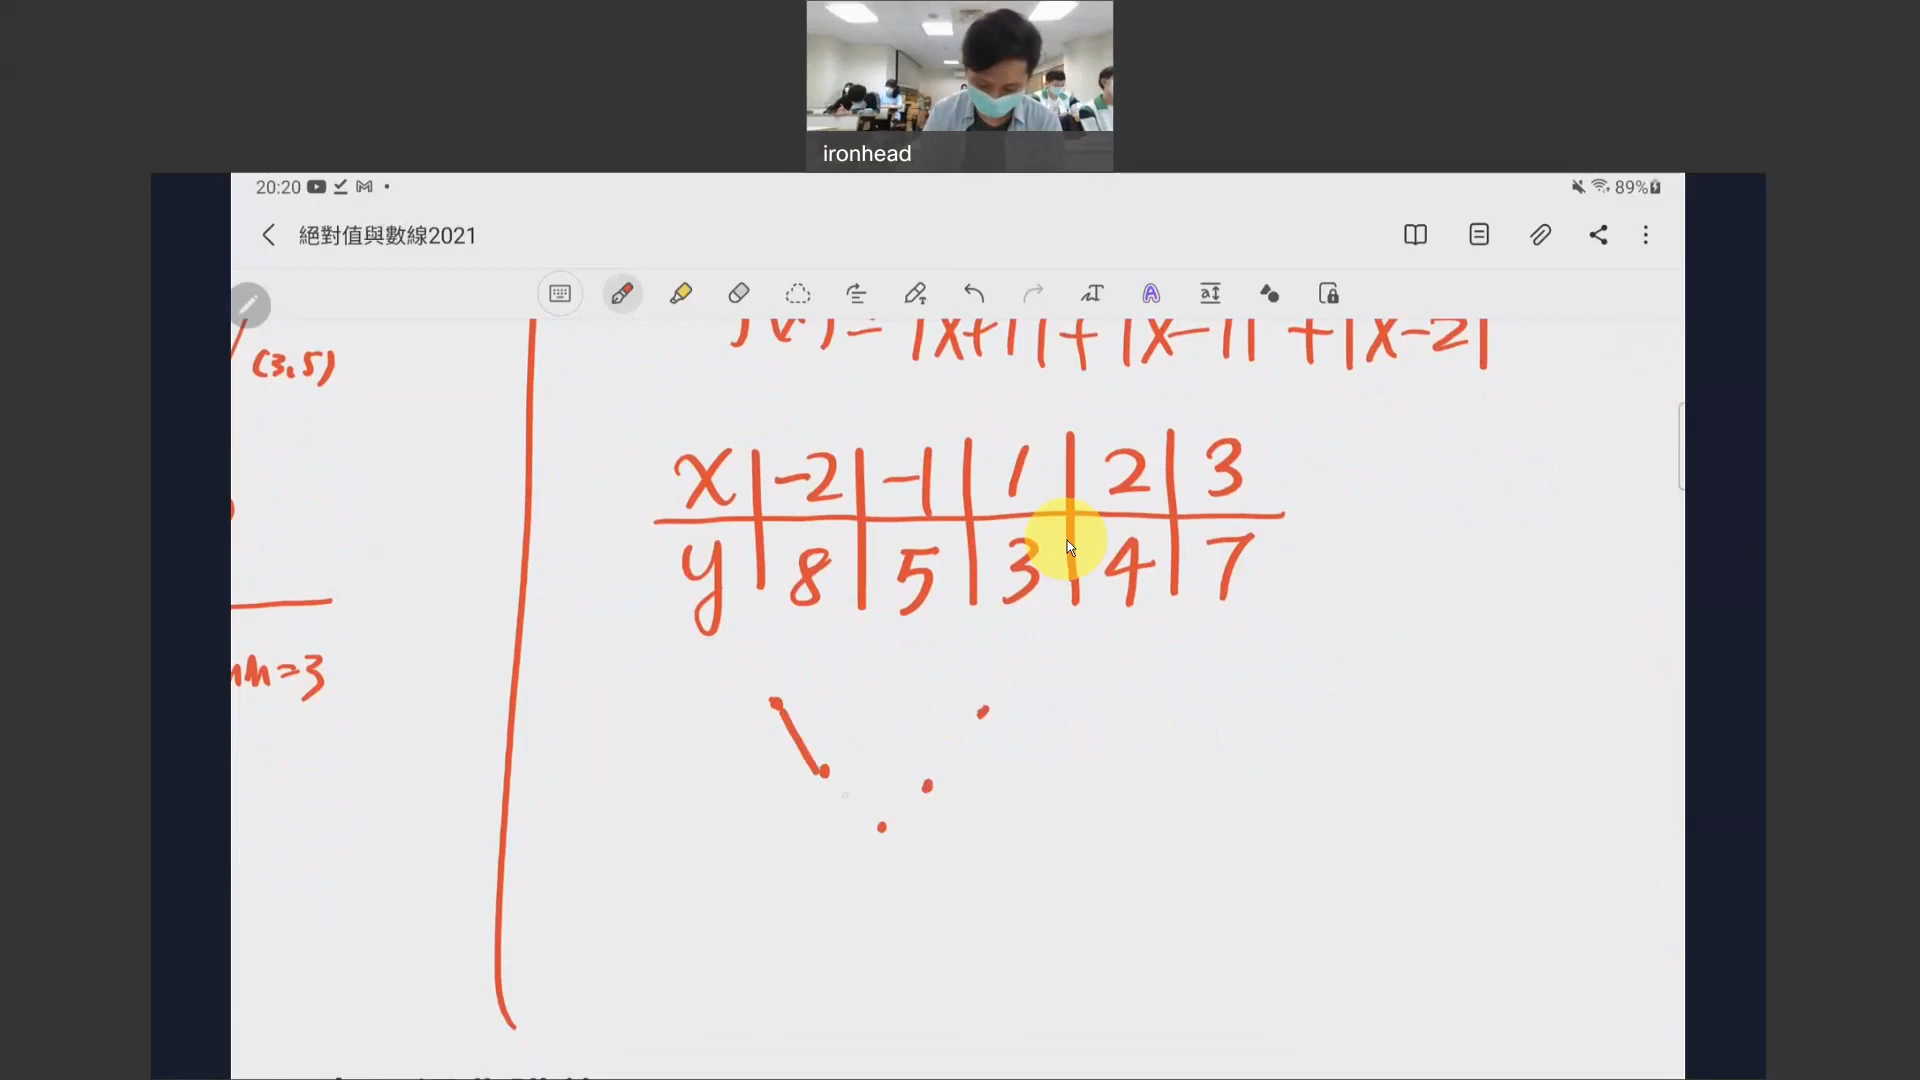 ironhead
20:20
89%
絕對值與數線2021
f(x) = |x+1| + |x-1| + |x-2|
(3,5)
x | -2 | -1 | 1 | 2 | 3
y | 8 | 5 | 3 | 4 | 7
=3